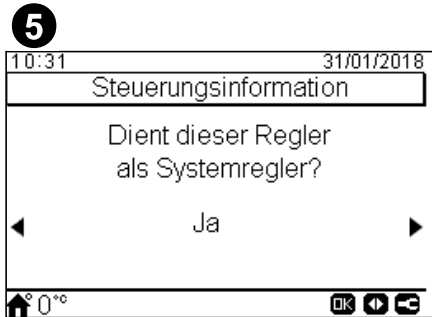 5
10:31 31/01/2018
Steuerungsinformation
Dient dieser Regler
als Systemregler?
Ja
0°C OK